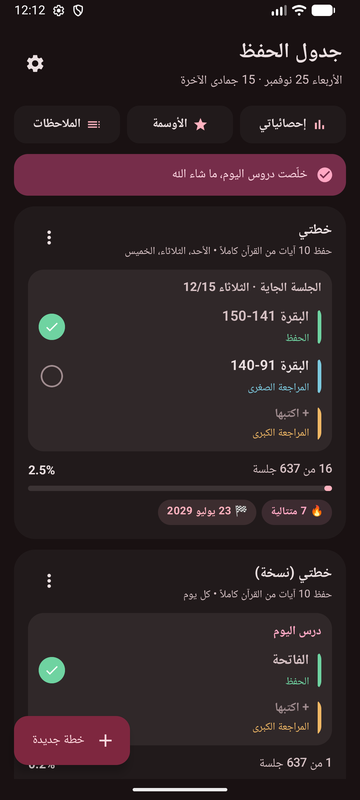 12:12
جدول الحفظ
الأربعاء 25 نوفمبر · 15 جمادى الآخرة
إحصائياتي
الأوسمة
الملاحظات
خلّصت دروس اليوم، ما شاء الله
خطتي
حفظ 10 آيات من القرآن كاملاً • الأحد، الثلاثاء، الخميس
الجلسة الجاية · الثلاثاء 12/15
البقرة 141-150
الحفظ
البقرة 91-140
المراجعة الصغرى
+ اكتبها
المراجعة الكبرى
16 من 637 جلسة
2.5%
🔥 7 متتالية
🏁 23 يوليو 2029
خطتي (نسخة)
حفظ 10 آيات من القرآن كاملاً • كل يوم
درس اليوم
الفاتحة
الحفظ
+ اكتبها
المراجعة الكبرى
1 من 637 جلسة
+ خطة جديدة